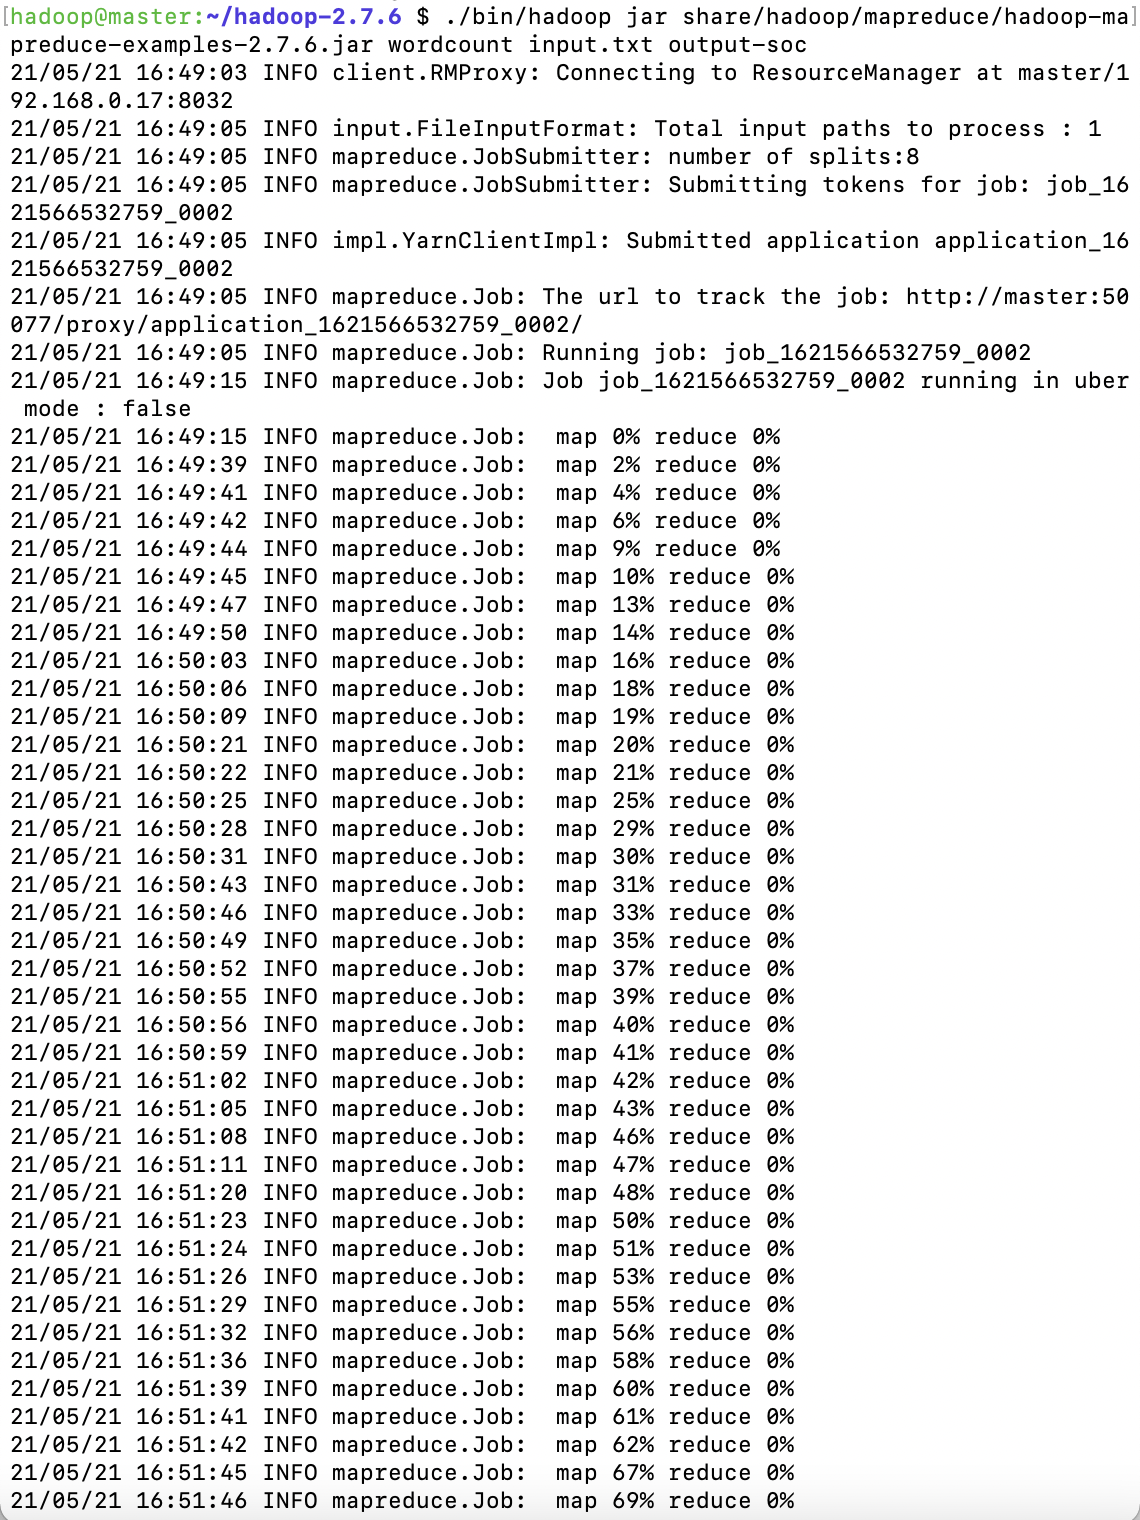 [hadoop@master:~/hadoop-2.7.6 $ ./bin/hadoop jar share/hadoop/mapreduce/hadoop-ma]
preduce-examples-2.7.6.jar wordcount input.txt output-soc
21/05/21 16:49:03 INFO client.RMProxy: Connecting to ResourceManager at master/1
92.168.0.17:8032
21/05/21 16:49:05 INFO input.FileInputFormat: Total input paths to process : 1
21/05/21 16:49:05 INFO mapreduce.JobSubmitter: number of splits:8
21/05/21 16:49:05 INFO mapreduce.JobSubmitter: Submitting tokens for job: job_16
21566532759_0002
21/05/21 16:49:05 INFO impl.YarnClientImpl: Submitted application application_16
21566532759_0002
21/05/21 16:49:05 INFO mapreduce.Job: The url to track the job: http://master:50
077/proxy/application_1621566532759_0002/
21/05/21 16:49:05 INFO mapreduce.Job: Running job: job_1621566532759_0002
21/05/21 16:49:15 INFO mapreduce.Job: Job job_1621566532759_0002 running in uber
 mode : false
21/05/21 16:49:15 INFO mapreduce.Job:  map 0% reduce 0%
21/05/21 16:49:39 INFO mapreduce.Job:  map 2% reduce 0%
21/05/21 16:49:41 INFO mapreduce.Job:  map 4% reduce 0%
21/05/21 16:49:42 INFO mapreduce.Job:  map 6% reduce 0%
21/05/21 16:49:44 INFO mapreduce.Job:  map 9% reduce 0%
21/05/21 16:49:45 INFO mapreduce.Job:  map 10% reduce 0%
21/05/21 16:49:47 INFO mapreduce.Job:  map 13% reduce 0%
21/05/21 16:49:50 INFO mapreduce.Job:  map 14% reduce 0%
21/05/21 16:50:03 INFO mapreduce.Job:  map 16% reduce 0%
21/05/21 16:50:06 INFO mapreduce.Job:  map 18% reduce 0%
21/05/21 16:50:09 INFO mapreduce.Job:  map 19% reduce 0%
21/05/21 16:50:21 INFO mapreduce.Job:  map 20% reduce 0%
21/05/21 16:50:22 INFO mapreduce.Job:  map 21% reduce 0%
21/05/21 16:50:25 INFO mapreduce.Job:  map 25% reduce 0%
21/05/21 16:50:28 INFO mapreduce.Job:  map 29% reduce 0%
21/05/21 16:50:31 INFO mapreduce.Job:  map 30% reduce 0%
21/05/21 16:50:43 INFO mapreduce.Job:  map 31% reduce 0%
21/05/21 16:50:46 INFO mapreduce.Job:  map 33% reduce 0%
21/05/21 16:50:49 INFO mapreduce.Job:  map 35% reduce 0%
21/05/21 16:50:52 INFO mapreduce.Job:  map 37% reduce 0%
21/05/21 16:50:55 INFO mapreduce.Job:  map 39% reduce 0%
21/05/21 16:50:56 INFO mapreduce.Job:  map 40% reduce 0%
21/05/21 16:50:59 INFO mapreduce.Job:  map 41% reduce 0%
21/05/21 16:51:02 INFO mapreduce.Job:  map 42% reduce 0%
21/05/21 16:51:05 INFO mapreduce.Job:  map 43% reduce 0%
21/05/21 16:51:08 INFO mapreduce.Job:  map 46% reduce 0%
21/05/21 16:51:11 INFO mapreduce.Job:  map 47% reduce 0%
21/05/21 16:51:20 INFO mapreduce.Job:  map 48% reduce 0%
21/05/21 16:51:23 INFO mapreduce.Job:  map 50% reduce 0%
21/05/21 16:51:24 INFO mapreduce.Job:  map 51% reduce 0%
21/05/21 16:51:26 INFO mapreduce.Job:  map 53% reduce 0%
21/05/21 16:51:29 INFO mapreduce.Job:  map 55% reduce 0%
21/05/21 16:51:32 INFO mapreduce.Job:  map 56% reduce 0%
21/05/21 16:51:36 INFO mapreduce.Job:  map 58% reduce 0%
21/05/21 16:51:39 INFO mapreduce.Job:  map 60% reduce 0%
21/05/21 16:51:41 INFO mapreduce.Job:  map 61% reduce 0%
21/05/21 16:51:42 INFO mapreduce.Job:  map 62% reduce 0%
21/05/21 16:51:45 INFO mapreduce.Job:  map 67% reduce 0%
21/05/21 16:51:46 INFO mapreduce.Job:  map 69% reduce 0%